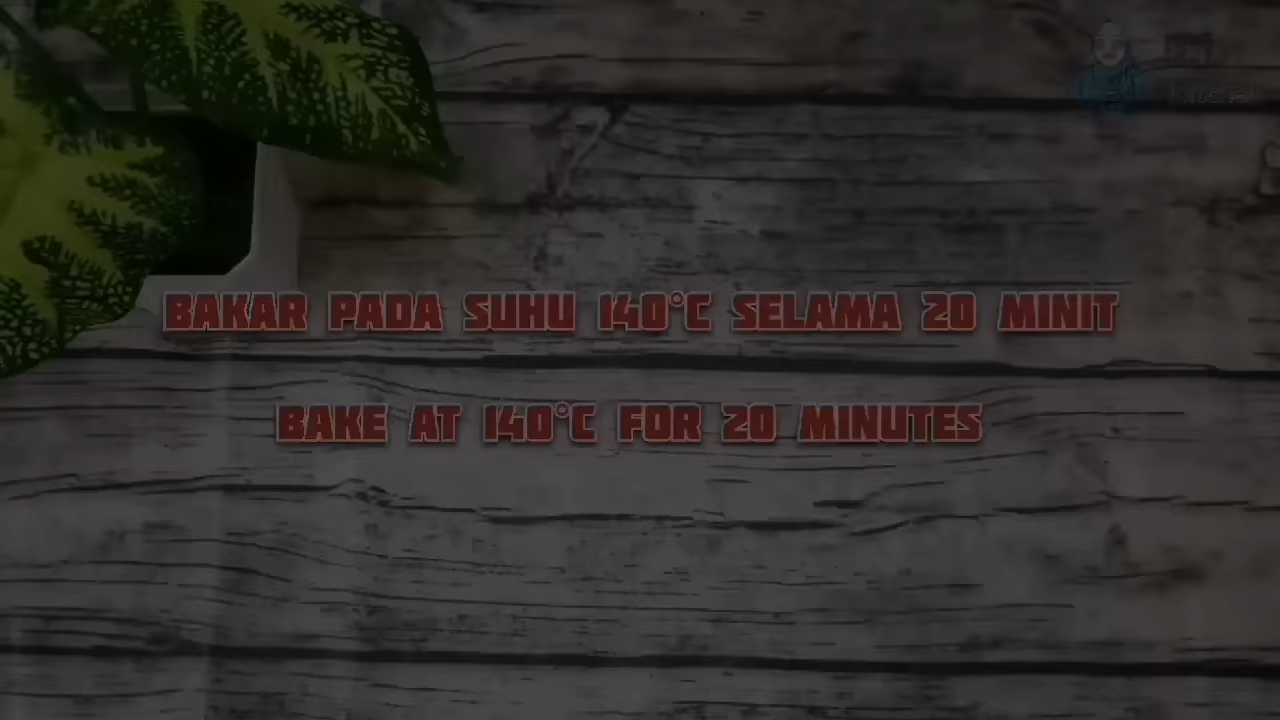 BAKAR PADA SUHU 140°C SELAMA 20 MINIT
BAKE AT 140°C FOR 20 MINUTES